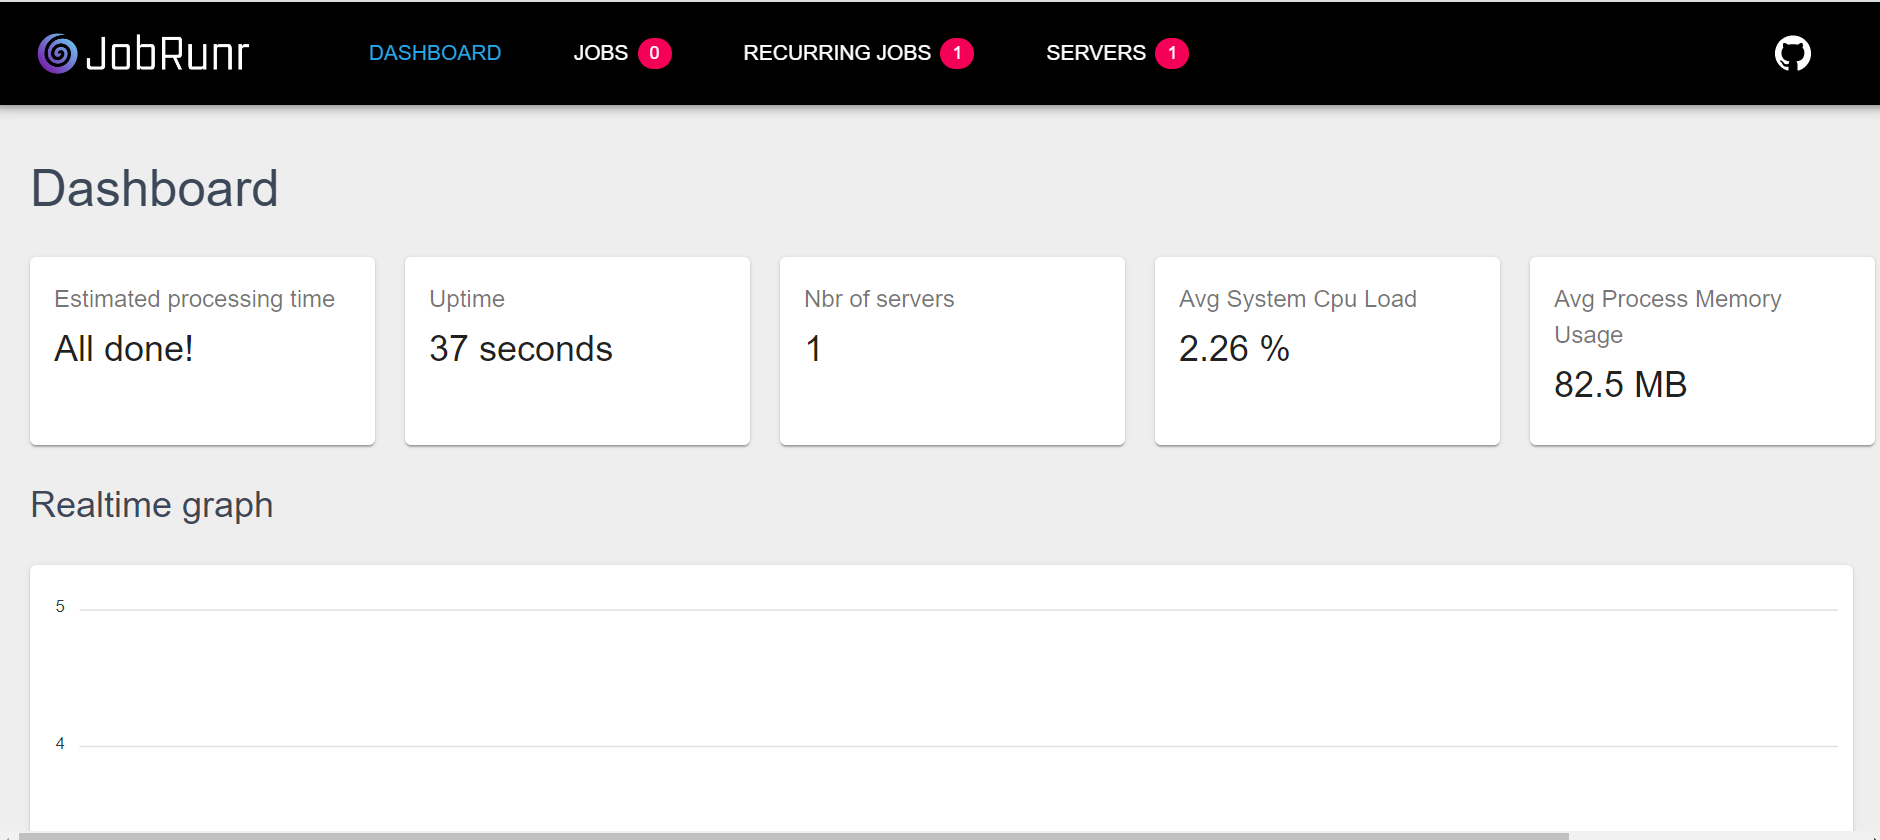 JobRunr DASHBOARD JOBS 0 RECURRING JOBS 1 SERVERS 1
Dashboard
Estimated processing time
All done!
Uptime
37 seconds
Nbr of servers
1
Avg System Cpu Load
2.26 %
Avg Process Memory
Usage
82.5 MB
Realtime graph
5
4